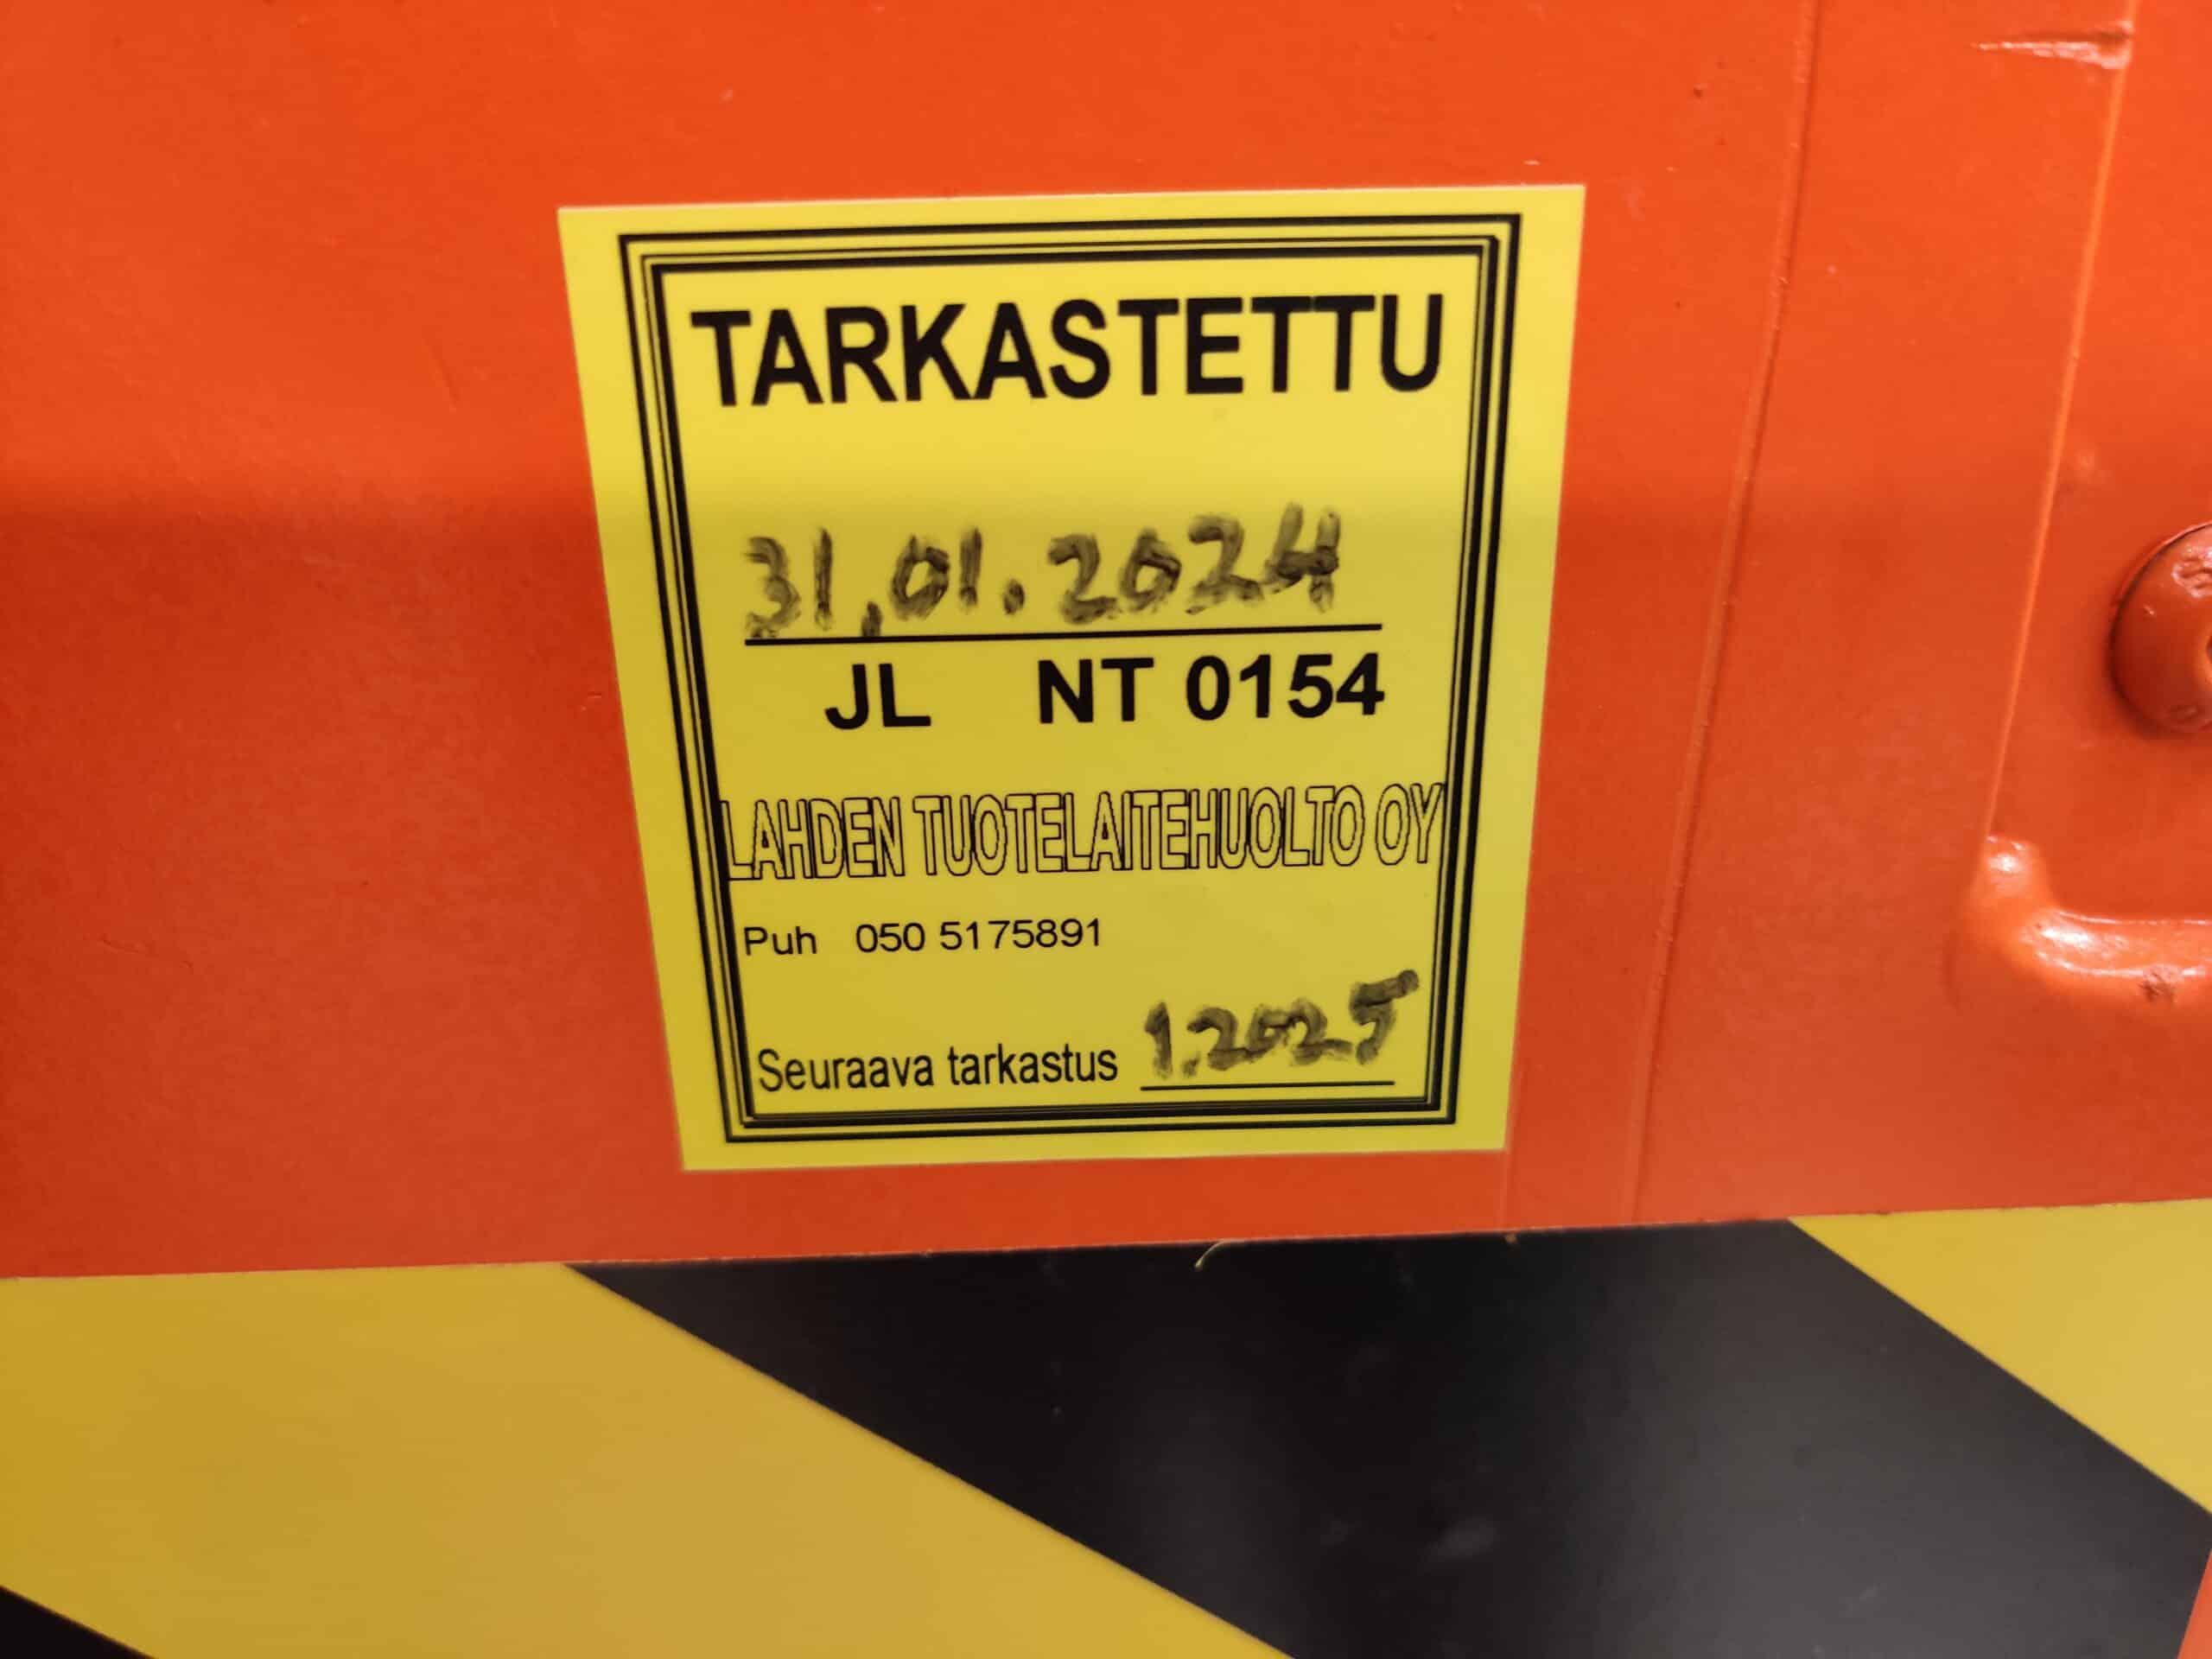 TARKASTETTU
31.01.2024
JL NT 0154
LAHDEN TUOTELAITEHUOLTO OY
Puh 050 5175891
Seuraava tarkastus 1.2025